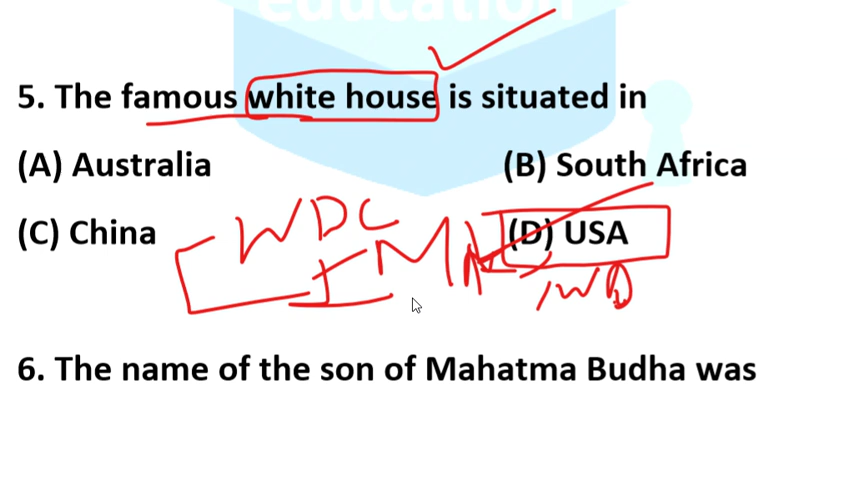 education
5. The famous white house is situated in
(A) Australia (B) South Africa
(C) China (D) USA
WDC
IM
6. The name of the son of Mahatma Budha was